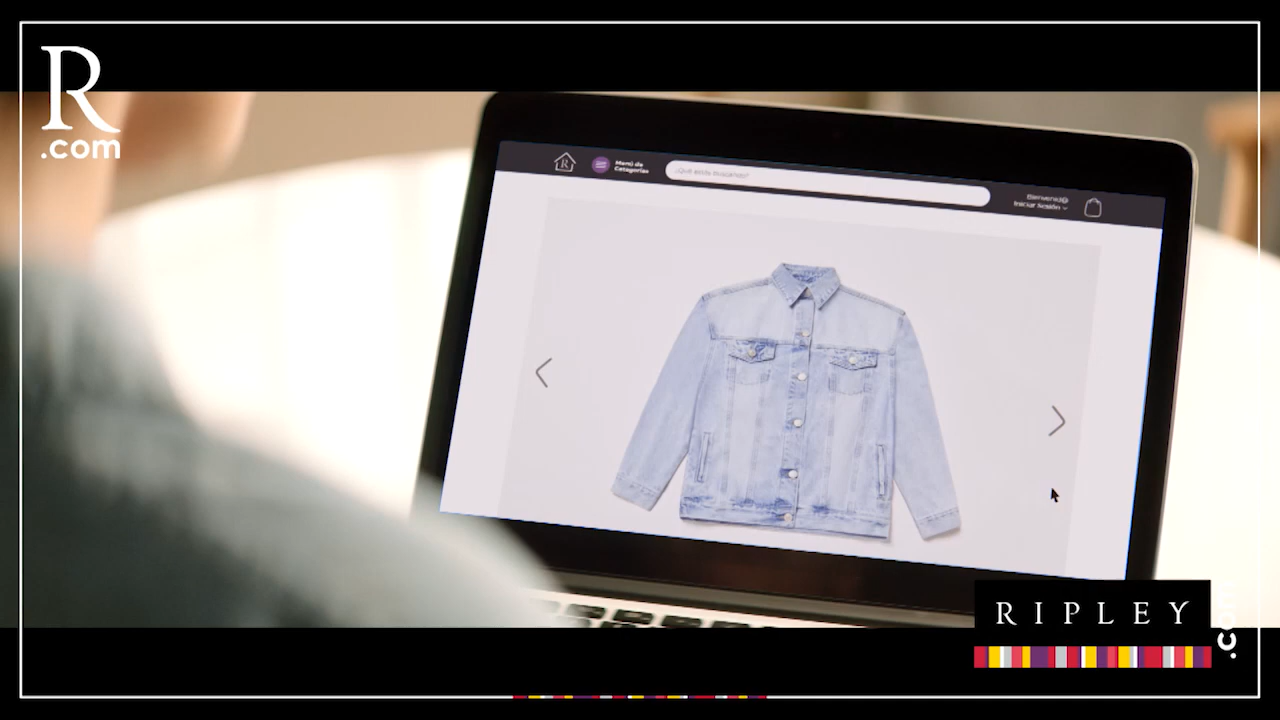 R
.com
R
Menú de
Categorías
¿Qué estás buscando?
Bienvenid@
Iniciar Sesión
RIPLEY
.com